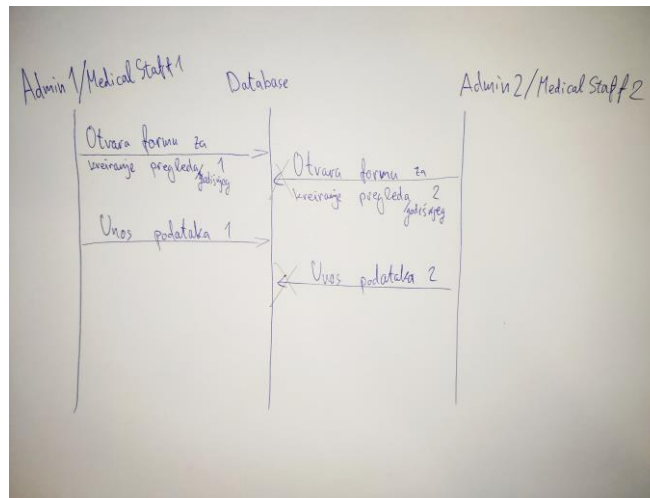 Admin 1/Medical Staff 1
Database
Admin 2/Medical Staff 2
Otvara formu za
kreiranje pregleda 1
/godišnjeg
Otvara formu za
kreiranje pregleda 2
/godišnjeg
Unos podataka 1
Unos podataka 2